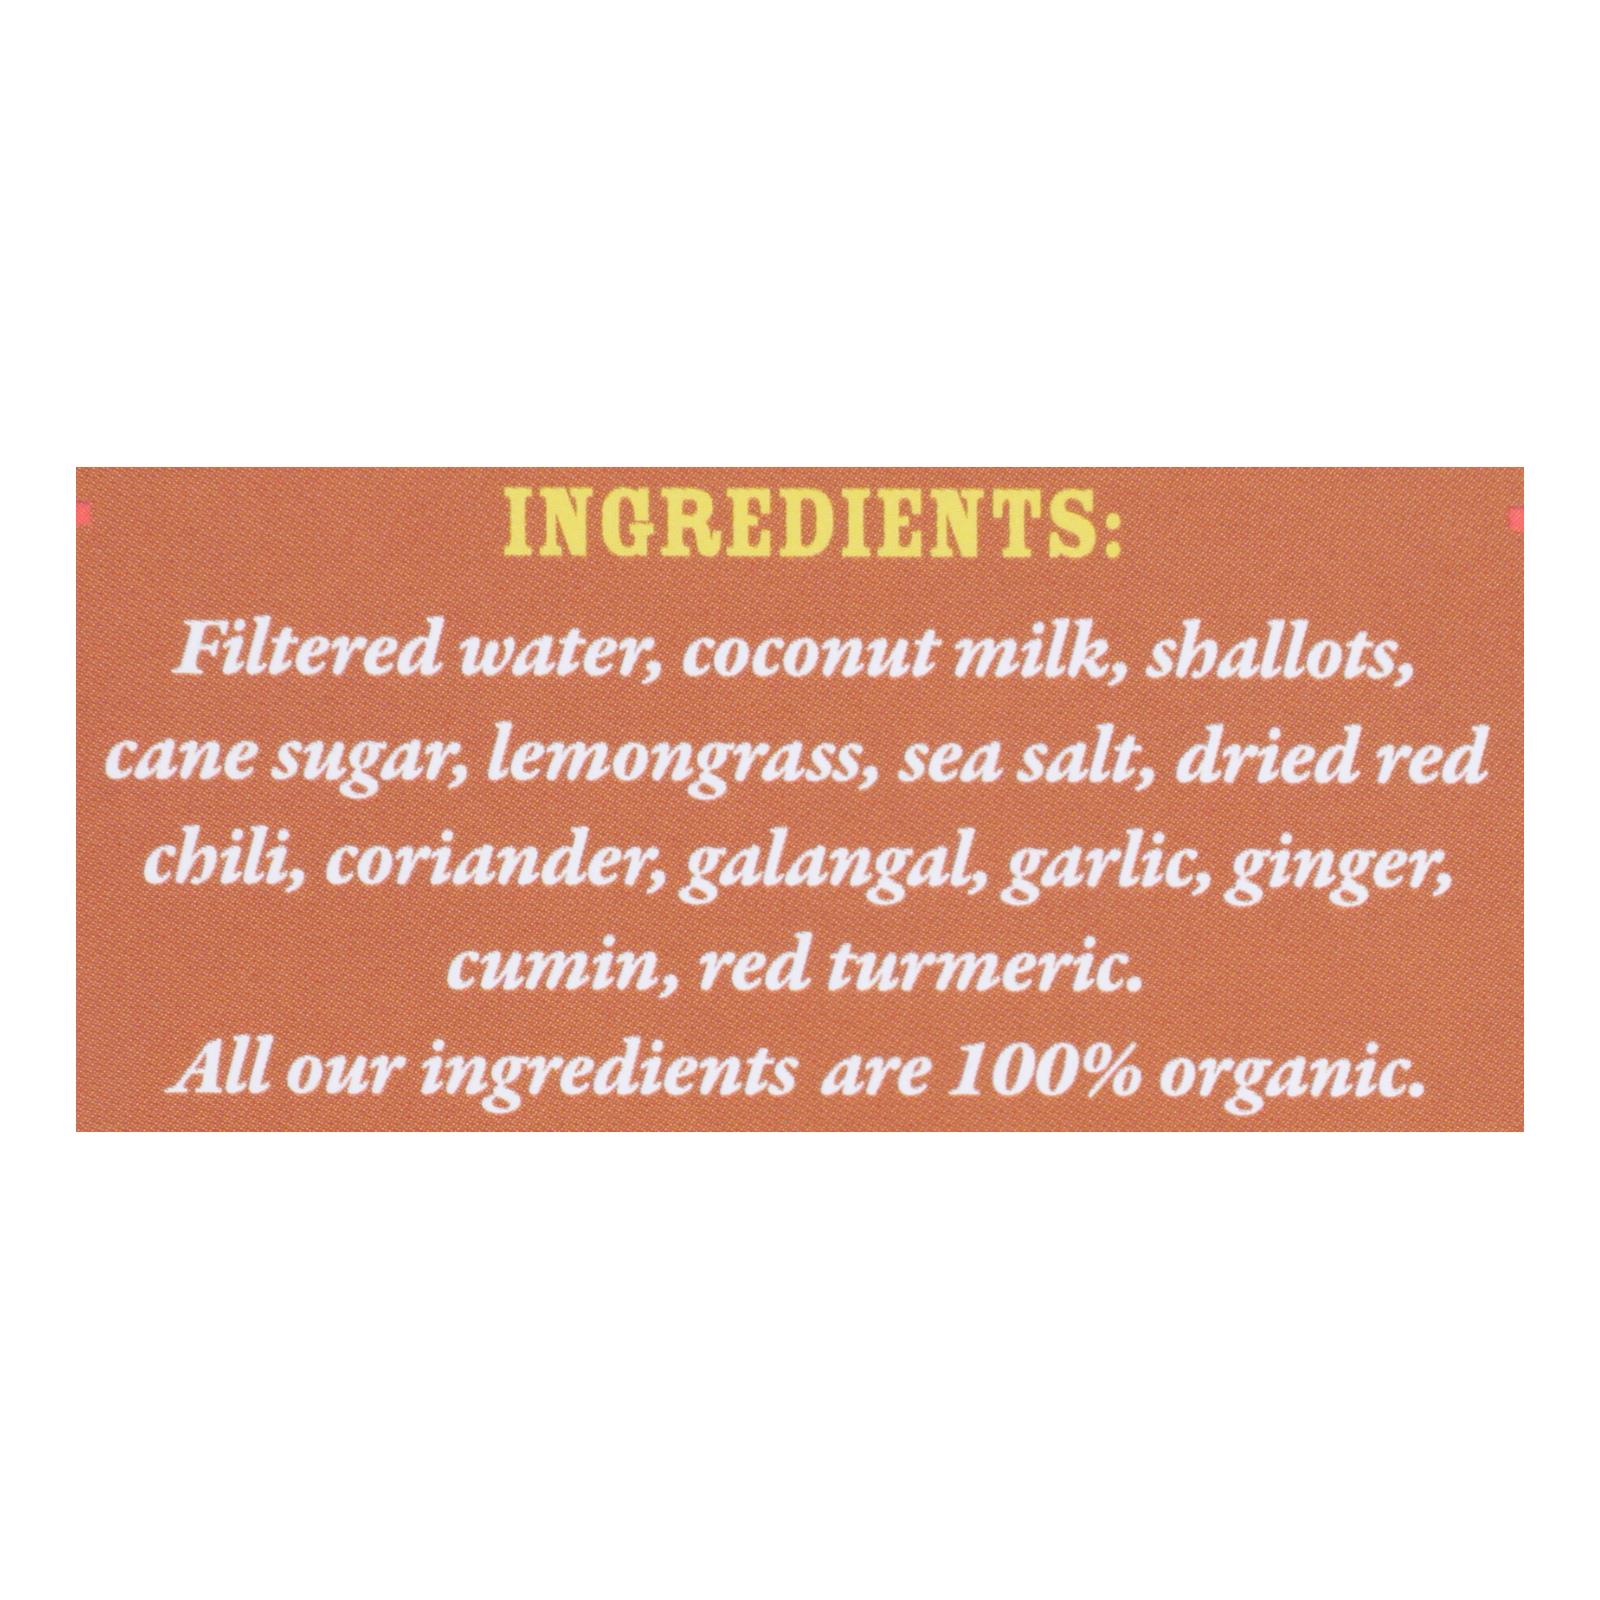 INGREDIENTS:
Filtered water, coconut milk, shallots,
cane sugar, lemongrass, sea salt, dried red
chili, coriander, galangal, garlic, ginger,
cumin, red turmeric.
All our ingredients are 100% organic.